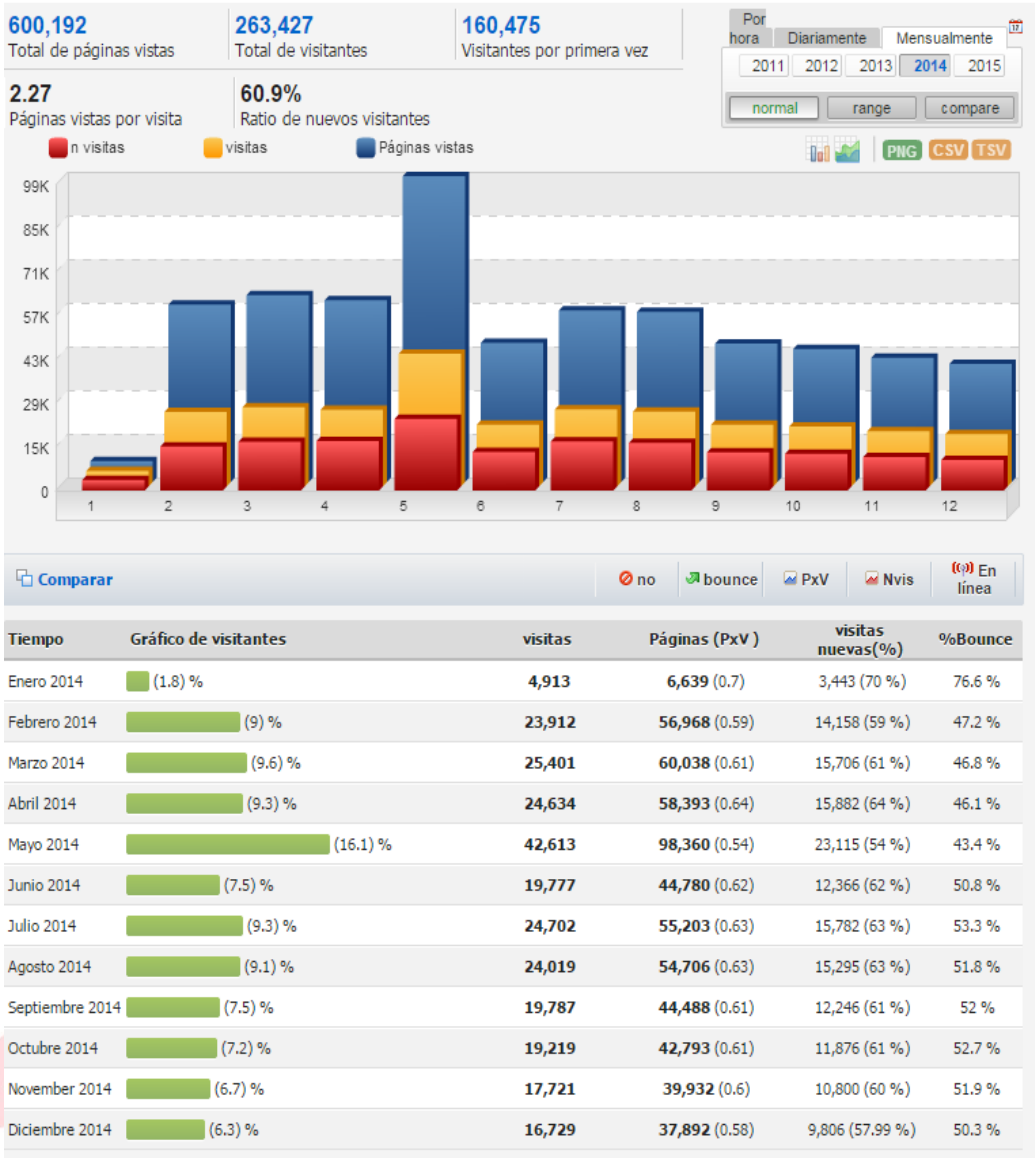 600,192
Total de páginas vistas
263,427
Total de visitantes
160,475
Visitantes por primera vez
2.27
Páginas vistas por visita
60.9%
Ratio de nuevos visitantes
Por hora Diariamente Mensualmente 12
2011 2012 2013 2014 2015
normal range compare
n visitas visitas Páginas vistas
PNG CSV TSV
99K
85K
71K
57K
43K
29K
15K
0
1 2 3 4 5 6 7 8 9 10 11 12
Comparar no bounce PxV Nvis En línea
Tiempo Gráfico de visitantes visitas Páginas (PxV ) visitas nuevas(%) %Bounce
Enero 2014 (1.8) % 4,913 6,639 (0.7) 3,443 (70 %) 76.6 %
Febrero 2014 (9) % 23,912 56,968 (0.59) 14,158 (59 %) 47.2 %
Marzo 2014 (9.6) % 25,401 60,038 (0.61) 15,706 (61 %) 46.8 %
Abril 2014 (9.3) % 24,634 58,393 (0.64) 15,882 (64 %) 46.1 %
Mayo 2014 (16.1) % 42,613 98,360 (0.54) 23,115 (54 %) 43.4 %
Junio 2014 (7.5) % 19,777 44,780 (0.62) 12,366 (62 %) 50.8 %
Julio 2014 (9.3) % 24,702 55,203 (0.63) 15,782 (63 %) 53.3 %
Agosto 2014 (9.1) % 24,019 54,706 (0.63) 15,295 (63 %) 51.8 %
Septiembre 2014 (7.5) % 19,787 44,488 (0.61) 12,246 (61 %) 52 %
Octubre 2014 (7.2) % 19,219 42,793 (0.61) 11,876 (61 %) 52.7 %
November 2014 (6.7) % 17,721 39,932 (0.6) 10,800 (60 %) 51.9 %
Diciembre 2014 (6.3) % 16,729 37,892 (0.58) 9,806 (57.99 %) 50.3 %